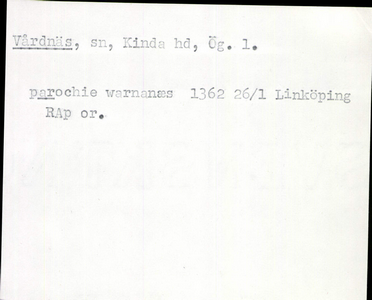 Vårdnäs, sn, Kinda hd, Ög. 1.
parochie warnanæs 1362 26/1 Linköping
RAp or.